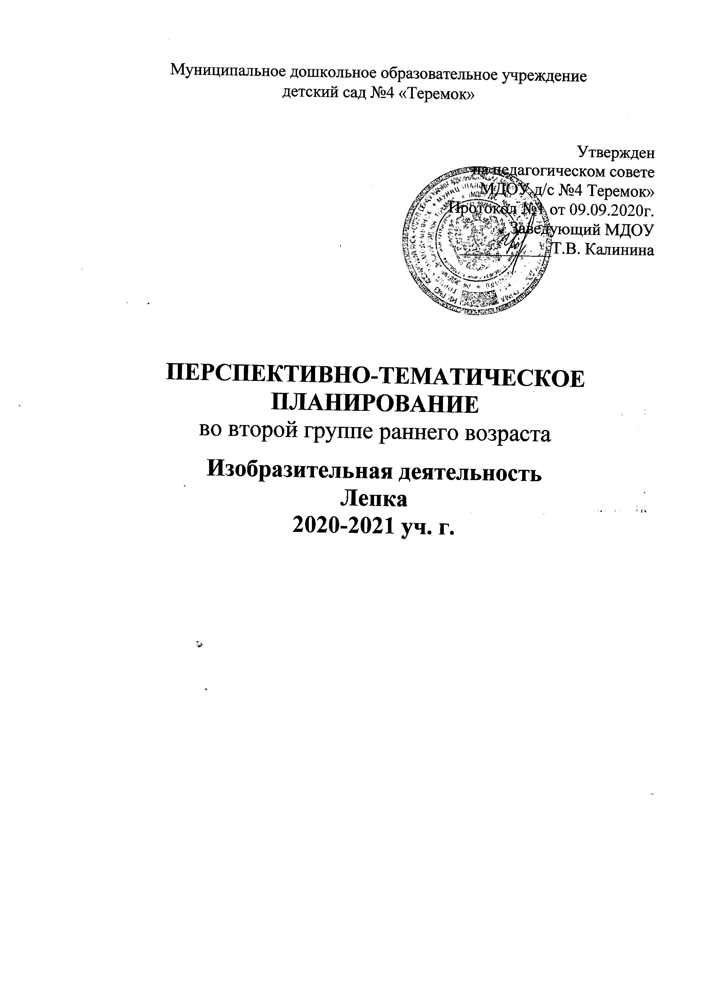 Муниципальное дошкольное образовательное учреждение
детский сад №4 «Теремок»
Утвержден
на педагогическом совете
МДОУ д/с №4 Теремок»
Протокол №1 от 09.09.2020г.
Заведующий МДОУ
Т.В. Калинина
ПЕРСПЕКТИВНО-ТЕМАТИЧЕСКОЕ
ПЛАНИРОВАНИЕ
во второй группе раннего возраста
Изобразительная деятельность
Лепка
2020-2021 уч. г.